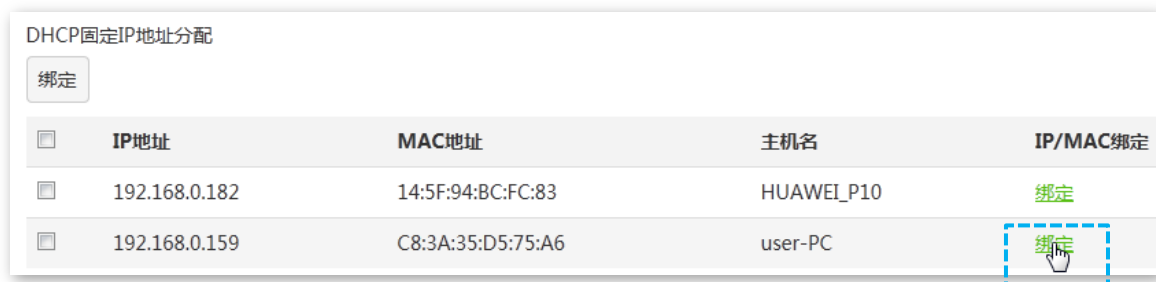 DHCP固定IP地址分配
绑定
IP地址 MAC地址 主机名 IP/MAC绑定
192.168.0.182 14:5F:94:BC:FC:83 HUAWEI_P10 绑定
192.168.0.159 C8:3A:35:D5:75:A6 user-PC 绑定